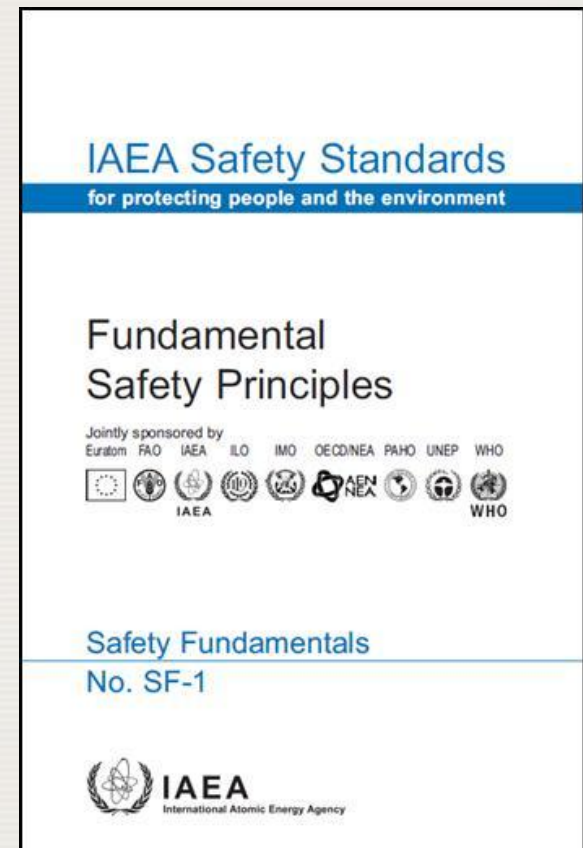 IAEA Safety Standards
for protecting people and the environment
Fundamental
Safety Principles
Jointly sponsored by
Euratom FAO IAEA ILO IMO OECD/NEA PAHO UNEP WHO
AEN
NEA
IAEA
WHO
Safety Fundamentals
No. SF-1
IAEA
International Atomic Energy Agency